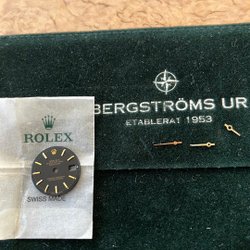 BERGSTRÖMS UR
ETABLERAT 1953
ROLEX
SWISS MADE